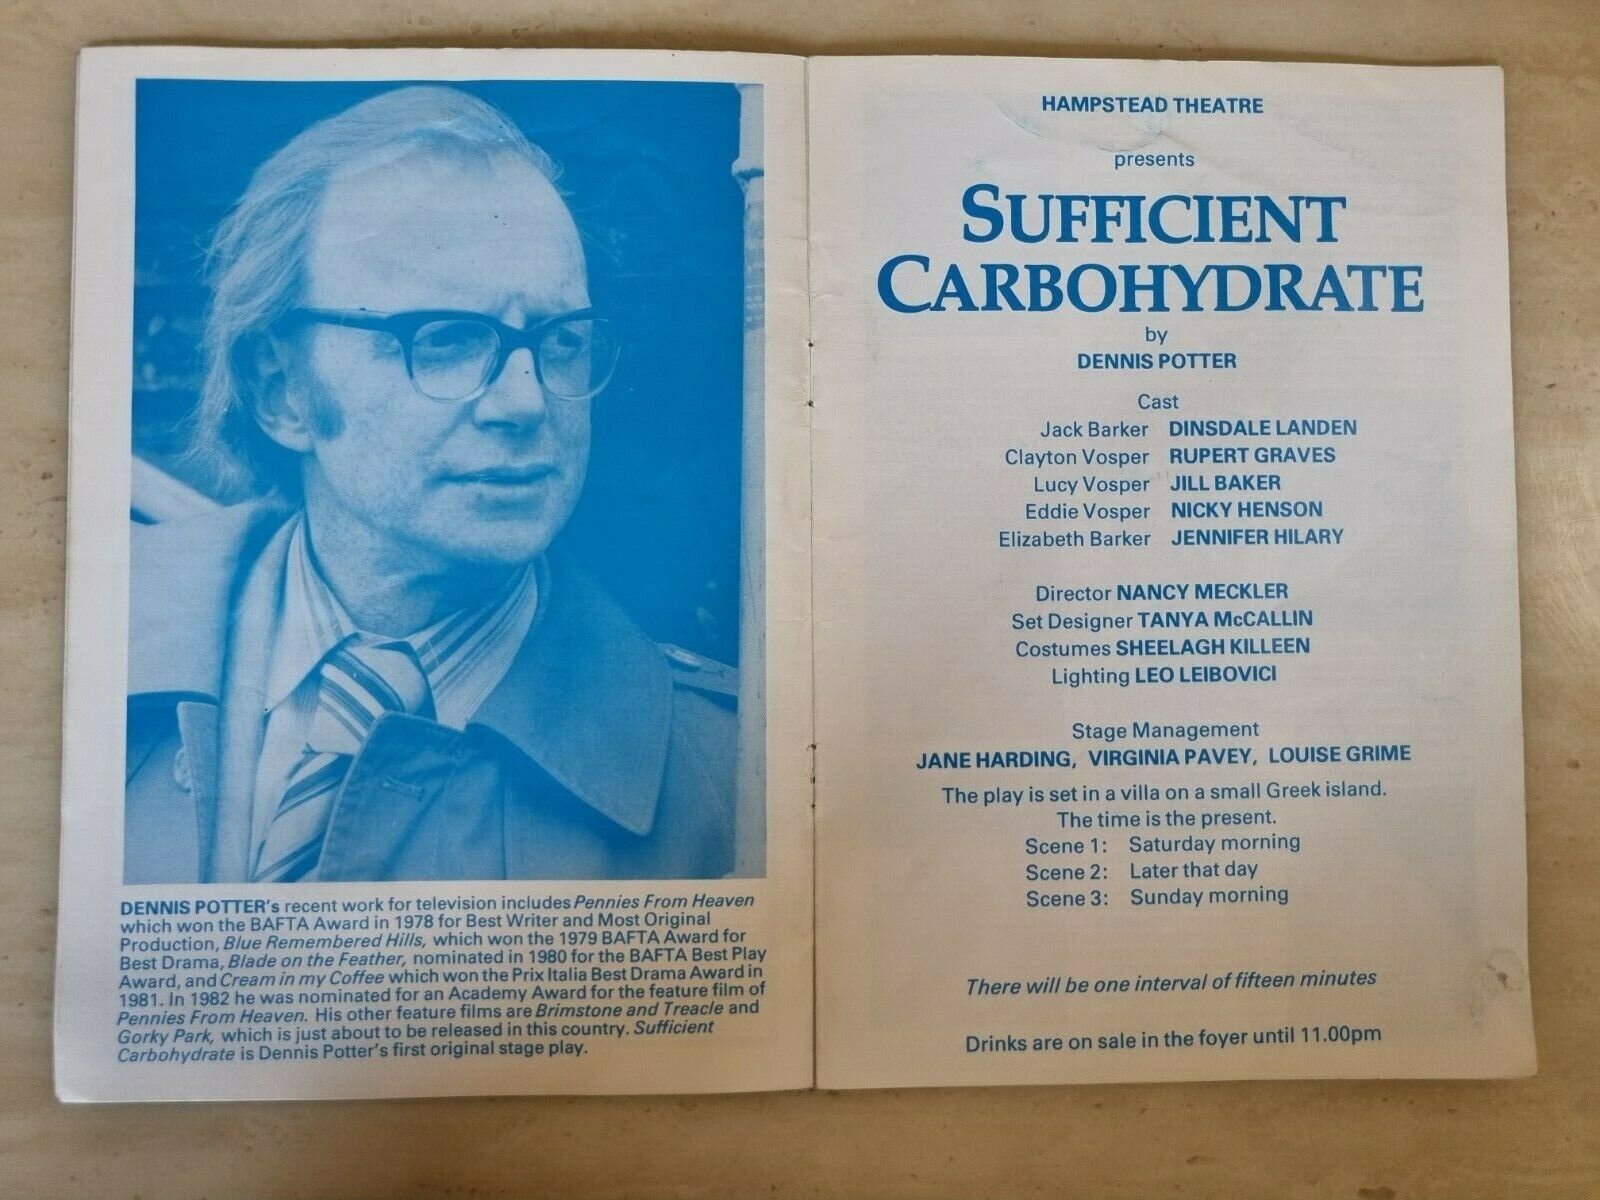 DENNIS POTTER's recent work for television includes Pennies From Heaven
which won the BAFTA Award in 1978 for Best Writer and Most Original
Production, Blue Remembered Hills, which won the 1979 BAFTA Award for
Best Drama, Blade on the Feather, nominated in 1980 for the BAFTA Best Play
Award, and Cream in my Coffee which won the Prix Italia Best Drama Award in
1981. In 1982 he was nominated for an Academy Award for the feature film of
Pennies From Heaven. His other feature films are Brimstone and Treacle and
Gorky Park, which is just about to be released in this country. Sufficient
Carbohydrate is Dennis Potter's first original stage play.
HAMPSTEAD THEATRE
presents
SUFFICIENT
CARBOHYDRATE
by
DENNIS POTTER
Cast
Jack Barker DINSDALE LANDEN
Clayton Vosper RUPERT GRAVES
Lucy Vosper JILL BAKER
Eddie Vosper NICKY HENSON
Elizabeth Barker JENNIFER HILARY
Director NANCY MECKLER
Set Designer TANYA McCALLIN
Costumes SHEELAGH KILLEEN
Lighting LEO LEIBOVICI
Stage Management
JANE HARDING, VIRGINIA PAVEY, LOUISE GRIME
The play is set in a villa on a small Greek island.
The time is the present.
Scene 1: Saturday morning
Scene 2: Later that day
Scene 3: Sunday morning
There will be one interval of fifteen minutes
Drinks are on sale in the foyer until 11.00pm